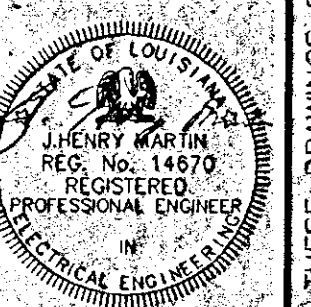 STATE OF LOUISIANA
J. HENRY MARTIN
REG. No. 14670
REGISTERED
PROFESSIONAL ENGINEER
IN
ELECTRICAL ENGINEERING